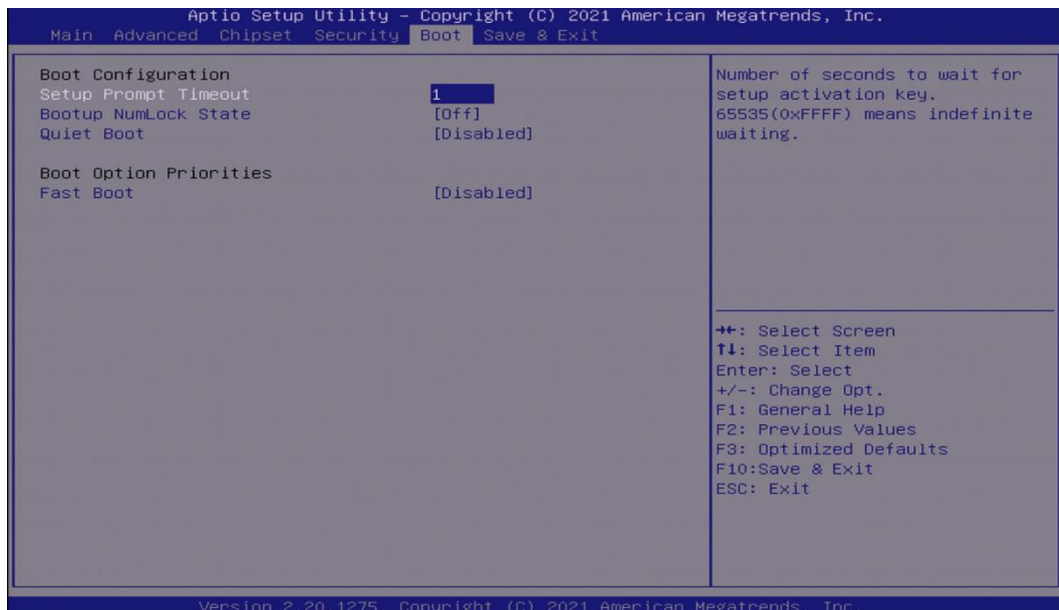 Aptio Setup Utility – Copyright (C) 2021 American Megatrends, Inc.
Main Advanced Chipset Security Boot Save & Exit
Boot Configuration
Setup Prompt Timeout 1
Bootup NumLock State [Off]
Quiet Boot [Disabled]
Boot Option Priorities
Fast Boot [Disabled]
Number of seconds to wait for
setup activation key.
65535(0xFFFF) means indefinite
waiting.
→←: Select Screen
↑↓: Select Item
Enter: Select
+/-: Change Opt.
F1: General Help
F2: Previous Values
F3: Optimized Defaults
F10:Save & Exit
ESC: Exit
Version 2.20.1275. Copyright (C) 2021 American Megatrends, Inc.